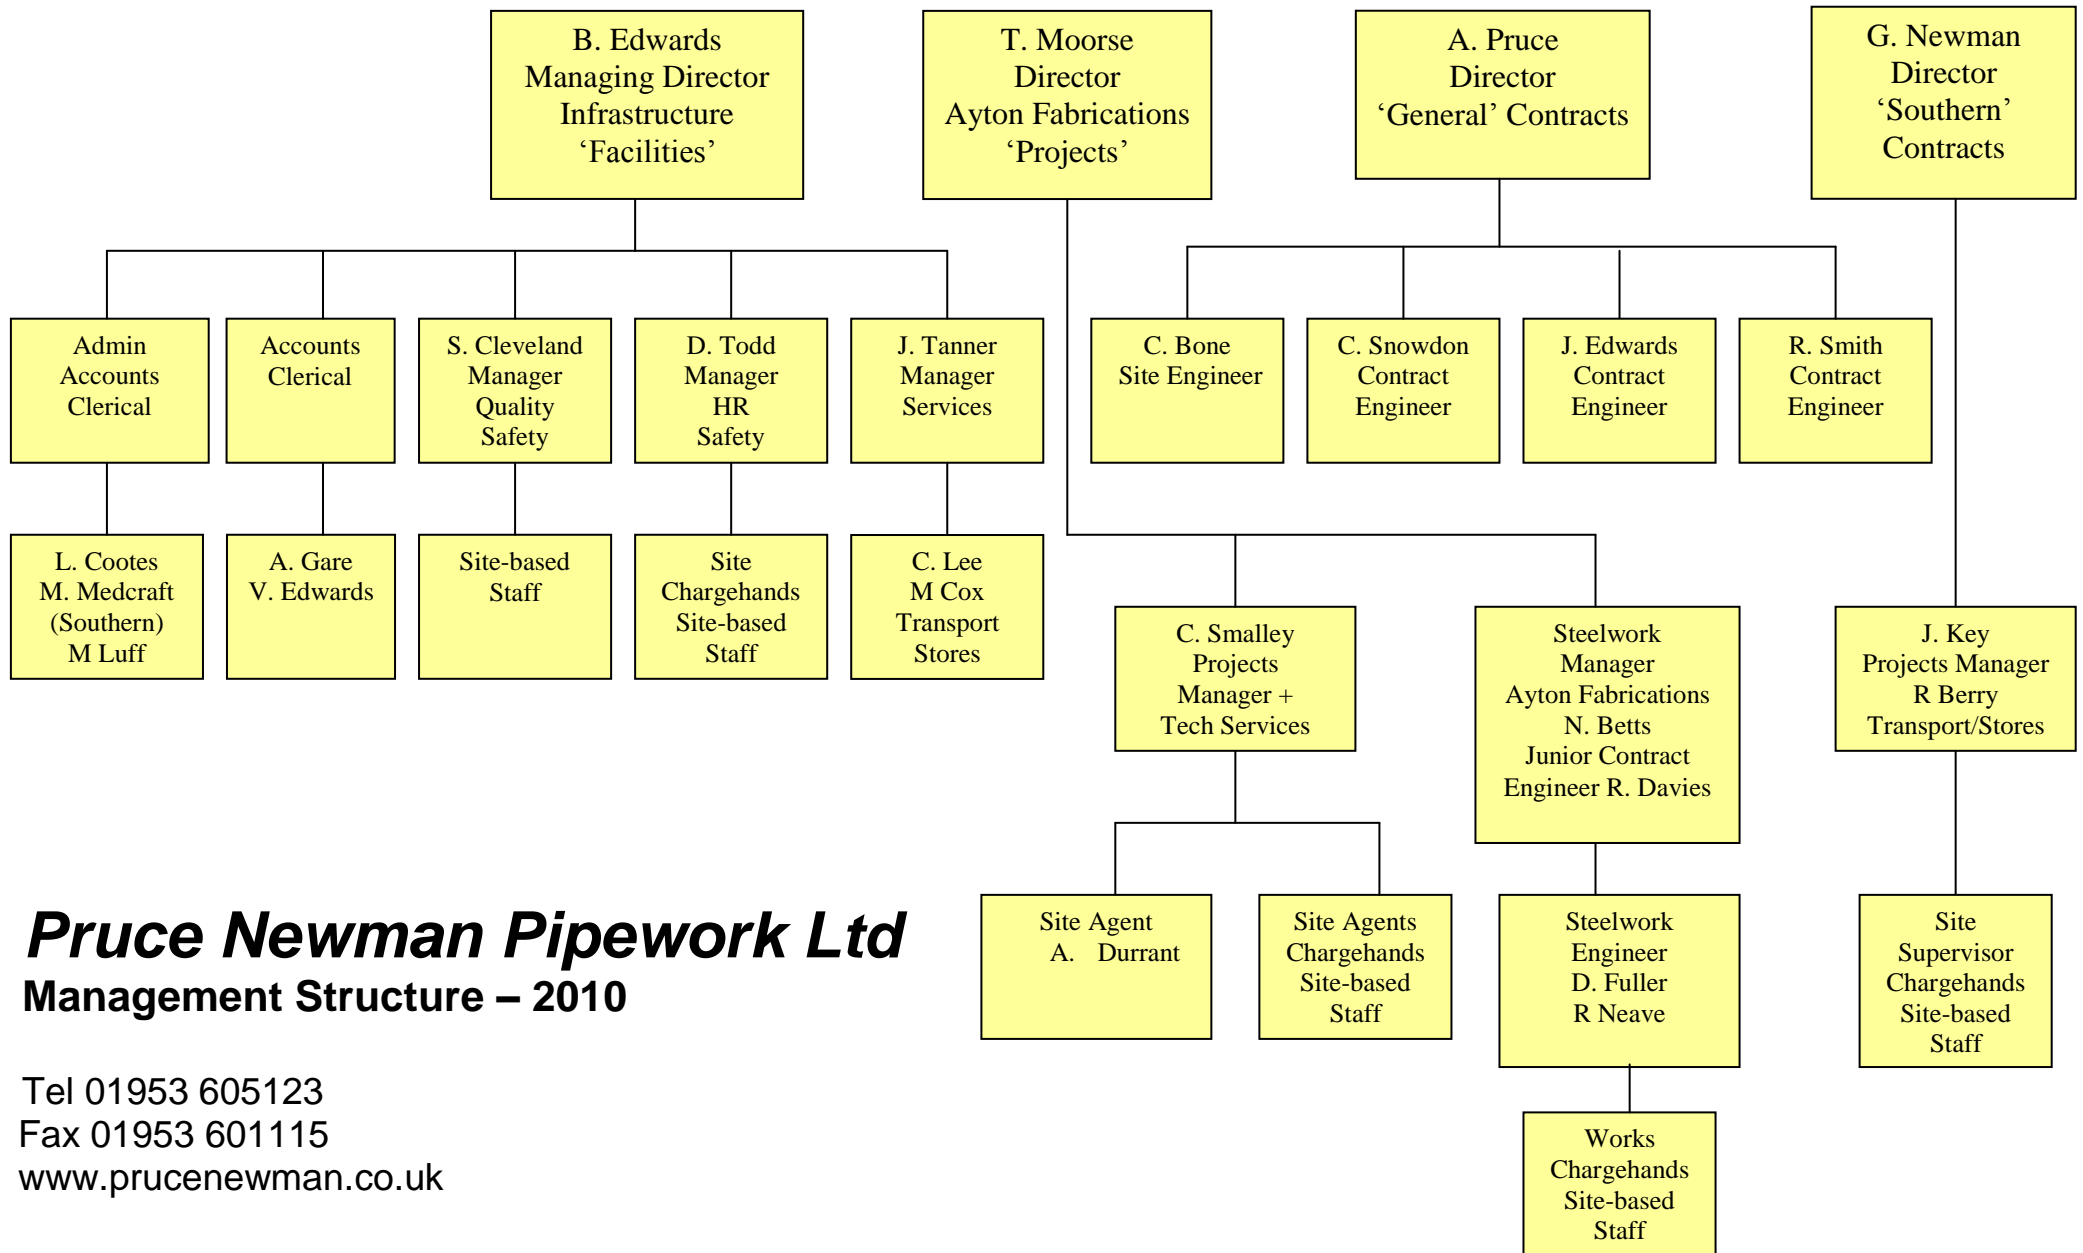 B. Edwards
Managing Director
Infrastructure
‘Facilities’
T. Moorse
Director
Ayton Fabrications
‘Projects’
A. Pruce
Director
‘General’ Contracts
G. Newman
Director
‘Southern’
Contracts
Admin
Accounts
Clerical
Accounts
Clerical
S. Cleveland
Manager
Quality
Safety
D. Todd
Manager
HR
Safety
J. Tanner
Manager
Services
C. Bone
Site Engineer
C. Snowdon
Contract
Engineer
J. Edwards
Contract
Engineer
R. Smith
Contract
Engineer
L. Cootes
M. Medcraft
(Southern)
M Luff
A. Gare
V. Edwards
Site-based
Staff
Site
Chargehands
Site-based
Staff
C. Lee
M Cox
Transport
Stores
C. Smalley
Projects
Manager +
Tech Services
Steelwork
Manager
Ayton Fabrications
N. Betts
Junior Contract
Engineer R. Davies
J. Key
Projects Manager
R Berry
Transport/Stores
Site Agent
A. Durrant
Site Agents
Chargehands
Site-based
Staff
Steelwork
Engineer
D. Fuller
R Neave
Site
Supervisor
Chargehands
Site-based
Staff
Works
Chargehands
Site-based
Staff
Pruce Newman Pipework Ltd
Management Structure – 2010
Tel 01953 605123
Fax 01953 601115
www.prucenewman.co.uk